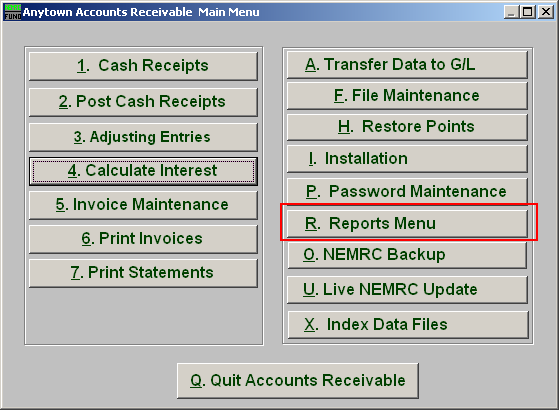 Anytown Accounts Receivable Main Menu
1. Cash Receipts
2. Post Cash Receipts
3. Adjusting Entries
4. Calculate Interest
5. Invoice Maintenance
6. Print Invoices
7. Print Statements
A. Transfer Data to G/L
F. File Maintenance
H. Restore Points
I. Installation
P. Password Maintenance
R. Reports Menu
O. NEMRC Backup
U. Live NEMRC Update
X. Index Data Files
Q. Quit Accounts Receivable